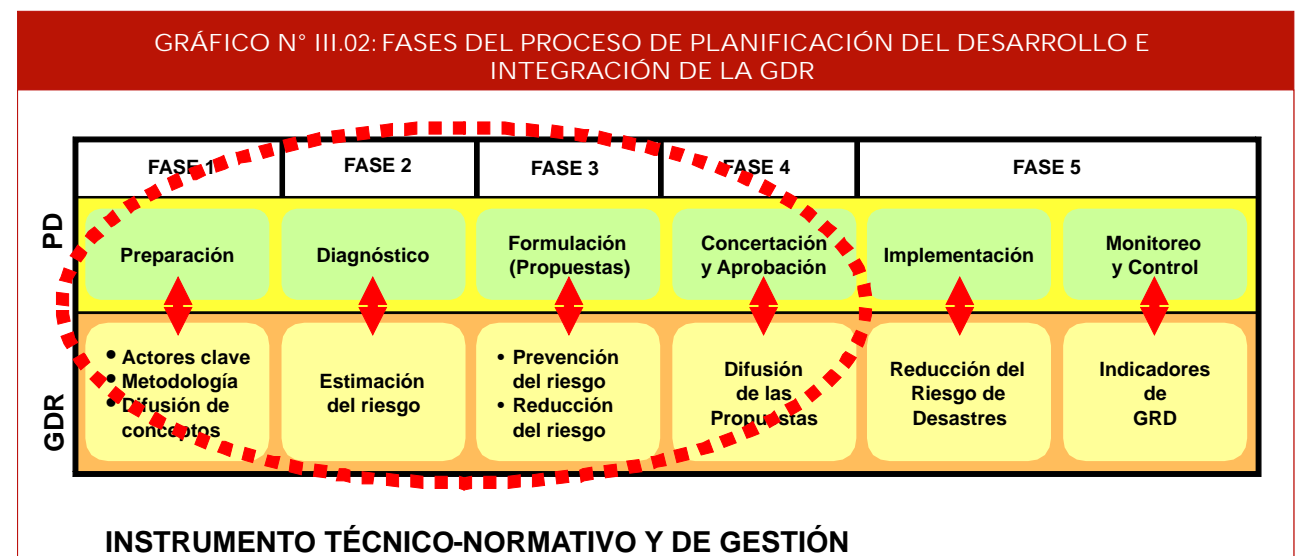 GRÁFICO N° III.02: FASES DEL PROCESO DE PLANIFICACIÓN DEL DESARROLLO E
INTEGRACIÓN DE LA GDR
FASE 1
FASE 2
FASE 3
FASE 4
FASE 5
PD
Preparación
Diagnóstico
Formulación
(Propuestas)
Concertación
y Aprobación
Implementación
Monitoreo
y Control
GDR
• Actores clave
• Metodología
• Difusión de
conceptos
Estimación
del riesgo
• Prevención
del riesgo
• Reducción
del riesgo
Difusión
de las
Propuestas
Reducción del
Riesgo de
Desastres
Indicadores
de
GRD
INSTRUMENTO TÉCNICO-NORMATIVO Y DE GESTIÓN